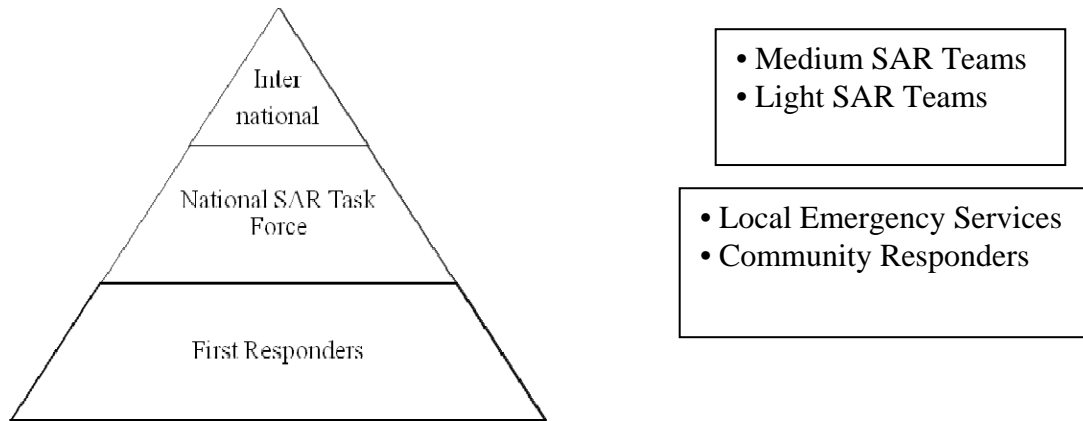 Inter
national
National SAR Task
Force
First Responders
• Medium SAR Teams
• Light SAR Teams
• Local Emergency Services
• Community Responders